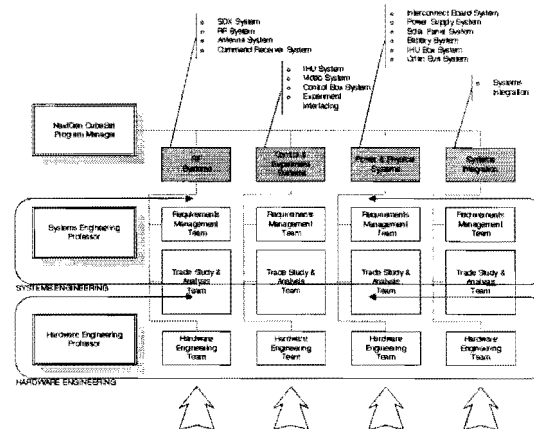 SDX System
RF System
Antenna System
Command Receiver System
IHU System
Video System
Control Box System
Experiment
Interfacing
Interconnect Board System
Power Supply System
Solar Panel System
Battery System
IHU Box System
Orlan Bus System
Systems
Integration
NextGen CubeSat
Program Manager
RF
Systems
Control &
Experiment
Systems
Power & Physical
Systems
Systems
Integration
Systems Engineering
Professor
Requirements
Management
Team
Requirements
Management
Team
Requirements
Management
Team
Requirements
Management
Team
Trade Study &
Analysis
Team
Trade Study &
Analysis
Team
Trade Study &
Analysis
Team
Trade Study &
Analysis
Team
SYSTEMS ENGINEERING
Hardware Engineering
Professor
Hardware
Engineering
Team
Hardware
Engineering
Team
Hardware
Engineering
Team
Hardware
Engineering
Team
HARDWARE ENGINEERING